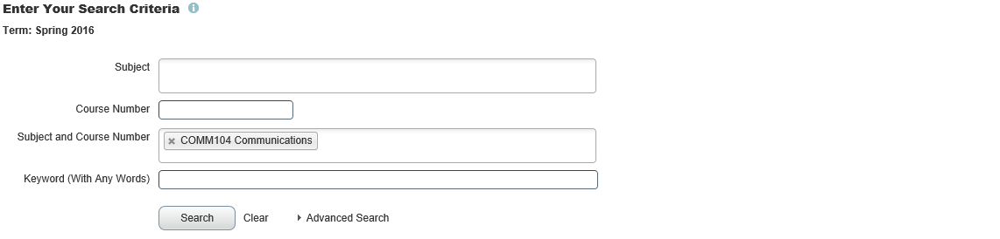 Enter Your Search Criteria
Term: Spring 2016
Subject
Course Number
Subject and Course Number
COMM104 Communications
Keyword (With Any Words)
Search Clear Advanced Search